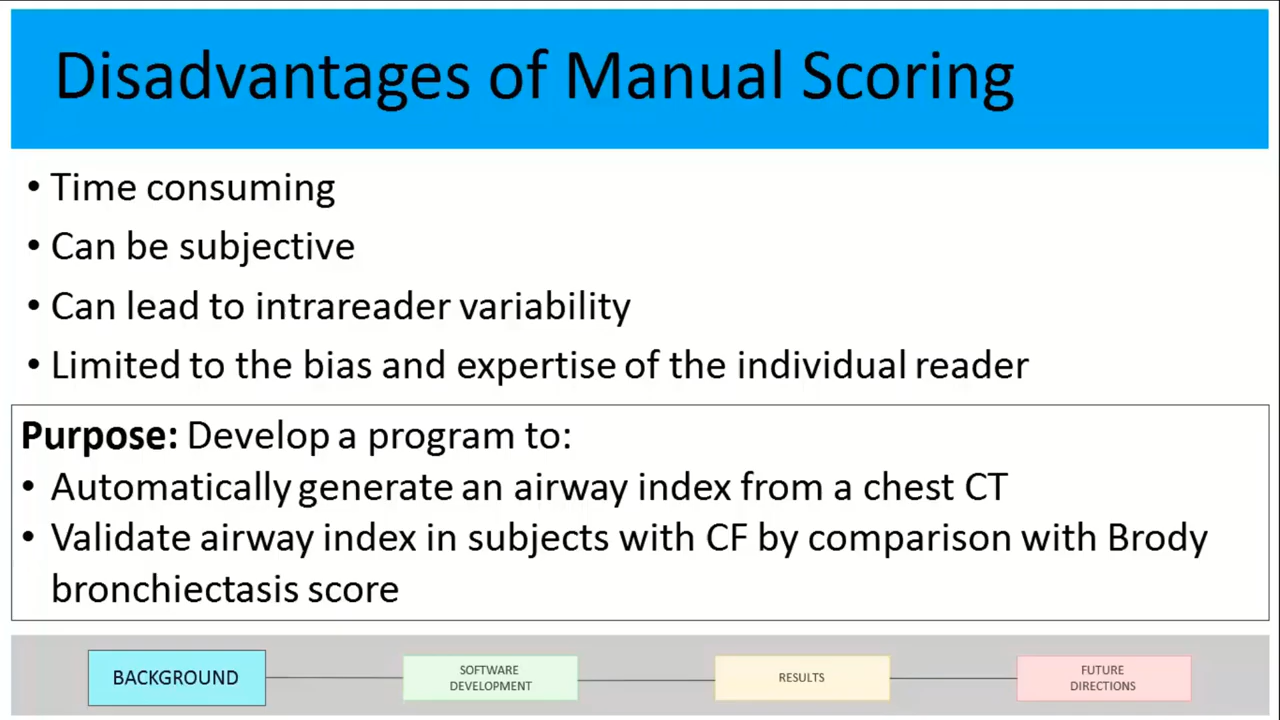 Disadvantages of Manual Scoring
• Time consuming
• Can be subjective
• Can lead to intrareader variability
• Limited to the bias and expertise of the individual reader
Purpose: Develop a program to:
• Automatically generate an airway index from a chest CT
• Validate airway index in subjects with CF by comparison with Brody
bronchiectasis score
BACKGROUND
SOFTWARE
DEVELOPMENT
RESULTS
FUTURE
DIRECTIONS